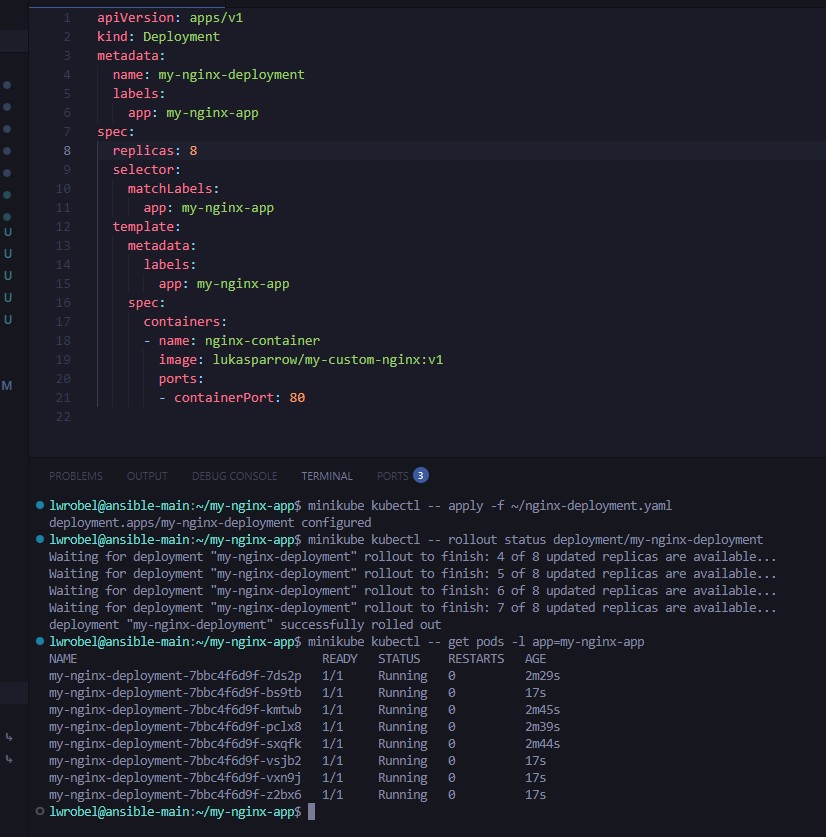 1 apiVersion: apps/v1
2 kind: Deployment
3 metadata:
4   name: my-nginx-deployment
5   labels:
6     app: my-nginx-app
7 spec:
8   replicas: 8
9   selector:
10     matchLabels:
11       app: my-nginx-app
12   template:
13     metadata:
14       labels:
15         app: my-nginx-app
16     spec:
17       containers:
18       - name: nginx-container
19         image: lukasparrow/my-custom-nginx:v1
20         ports:
21         - containerPort: 80
22
U
U
U
U
U
M
PROBLEMS OUTPUT DEBUG CONSOLE TERMINAL PORTS 3
lwrobel@ansible-main:~/my-nginx-app$ minikube kubectl -- apply -f ~/nginx-deployment.yaml
deployment.apps/my-nginx-deployment configured
lwrobel@ansible-main:~/my-nginx-app$ minikube kubectl -- rollout status deployment/my-nginx-deployment
Waiting for deployment "my-nginx-deployment" rollout to finish: 4 of 8 updated replicas are available...
Waiting for deployment "my-nginx-deployment" rollout to finish: 5 of 8 updated replicas are available...
Waiting for deployment "my-nginx-deployment" rollout to finish: 6 of 8 updated replicas are available...
Waiting for deployment "my-nginx-deployment" rollout to finish: 7 of 8 updated replicas are available...
deployment "my-nginx-deployment" successfully rolled out
lwrobel@ansible-main:~/my-nginx-app$ minikube kubectl -- get pods -l app=my-nginx-app
NAME READY STATUS RESTARTS AGE
my-nginx-deployment-7bbc4f6d9f-7ds2p 1/1 Running 0 2m29s
my-nginx-deployment-7bbc4f6d9f-bs9tb 1/1 Running 0 17s
my-nginx-deployment-7bbc4f6d9f-kmtwb 1/1 Running 0 2m45s
my-nginx-deployment-7bbc4f6d9f-pclx8 1/1 Running 0 2m39s
my-nginx-deployment-7bbc4f6d9f-sxqfk 1/1 Running 0 2m44s
my-nginx-deployment-7bbc4f6d9f-vsjb2 1/1 Running 0 17s
my-nginx-deployment-7bbc4f6d9f-vxn9j 1/1 Running 0 17s
my-nginx-deployment-7bbc4f6d9f-z2bx6 1/1 Running 0 17s
lwrobel@ansible-main:~/my-nginx-app$